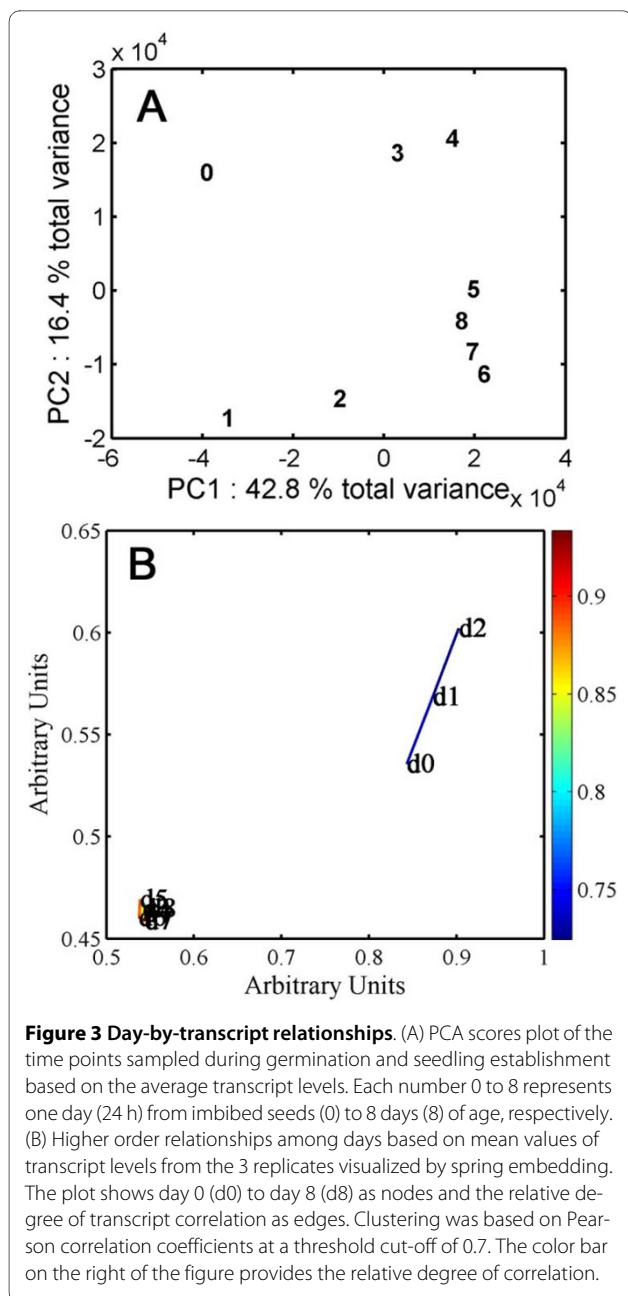 x 10⁴
3
2
1
0
-1
-2
A
0
3
4
5
8
7
6
2
1
PC2 : 16.4 % total variance
-6
-4
-2
0
2
4
PC1 : 42.8 % total variance
x 10⁴
0.65
0.6
0.55
0.5
0.45
B
d2
d1
d0
d5
d7
Arbitrary Units
0.5
0.6
0.7
0.8
0.9
1
Arbitrary Units
0.9
0.85
0.8
0.75
Figure 3 Day-by-transcript relationships. (A) PCA scores plot of the
time points sampled during germination and seedling establishment
based on the average transcript levels. Each number 0 to 8 represents
one day (24 h) from imbibed seeds (0) to 8 days (8) of age, respectively.
(B) Higher order relationships among days based on mean values of
transcript levels from the 3 replicates visualized by spring embedding.
The plot shows day 0 (d0) to day 8 (d8) as nodes and the relative de-
gree of transcript correlation as edges. Clustering was based on Pear-
son correlation coefficients at a threshold cut-off of 0.7. The color bar
on the right of the figure provides the relative degree of correlation.